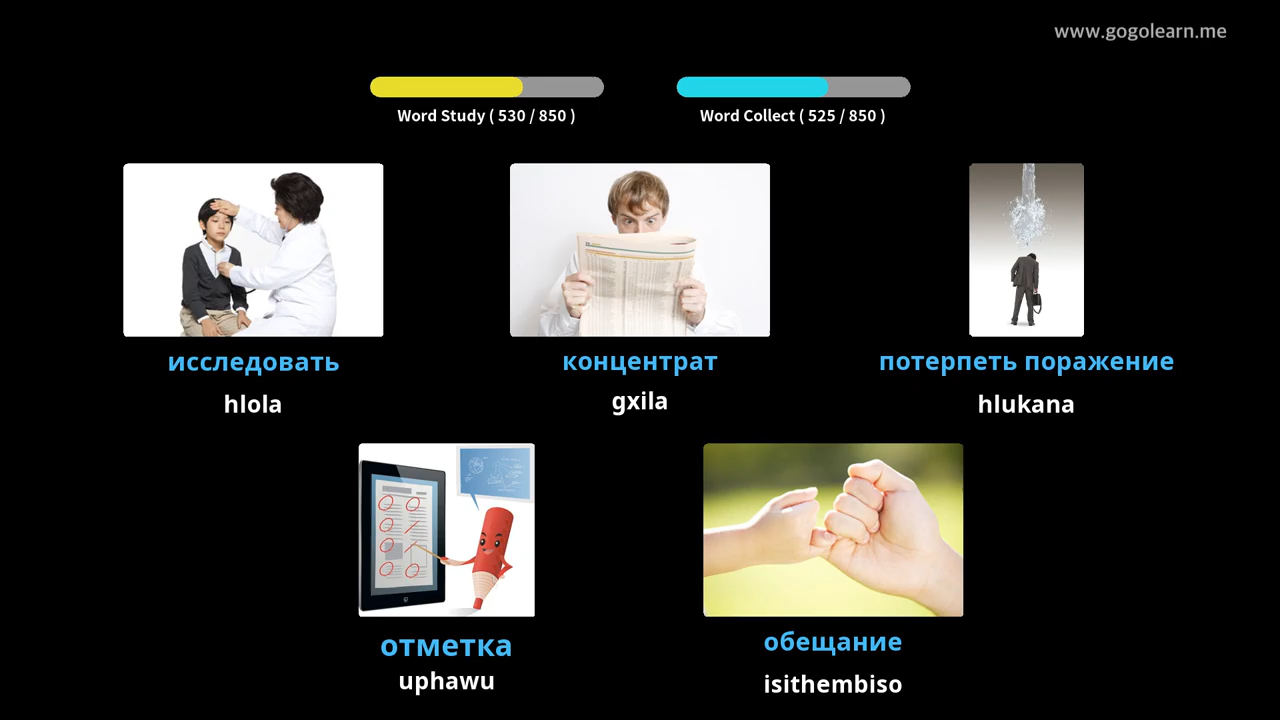 www.gogolearn.me
Word Study ( 530 / 850 )
Word Collect ( 525 / 850 )
исследовать
концентрат
потерпеть поражение
hlola
gxila
hlukana
отметка
обещание
uphawu
isithembiso